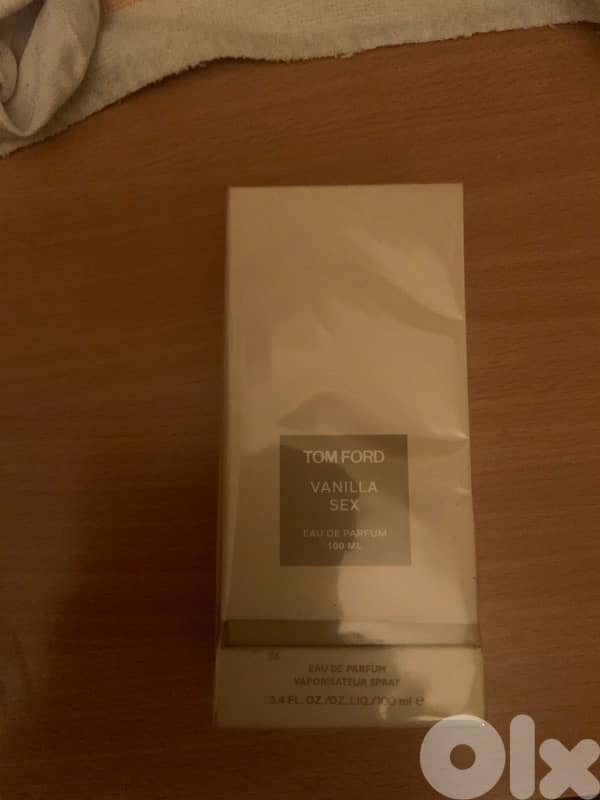 TOM FORD
VANILLA
SEX
EAU DE PARFUM
100 ML
EAU DE PARFUM
VAPORISATEUR SPRAY
3.4 FL. OZ./OZ. LIQ./100 ml ℮
Olx